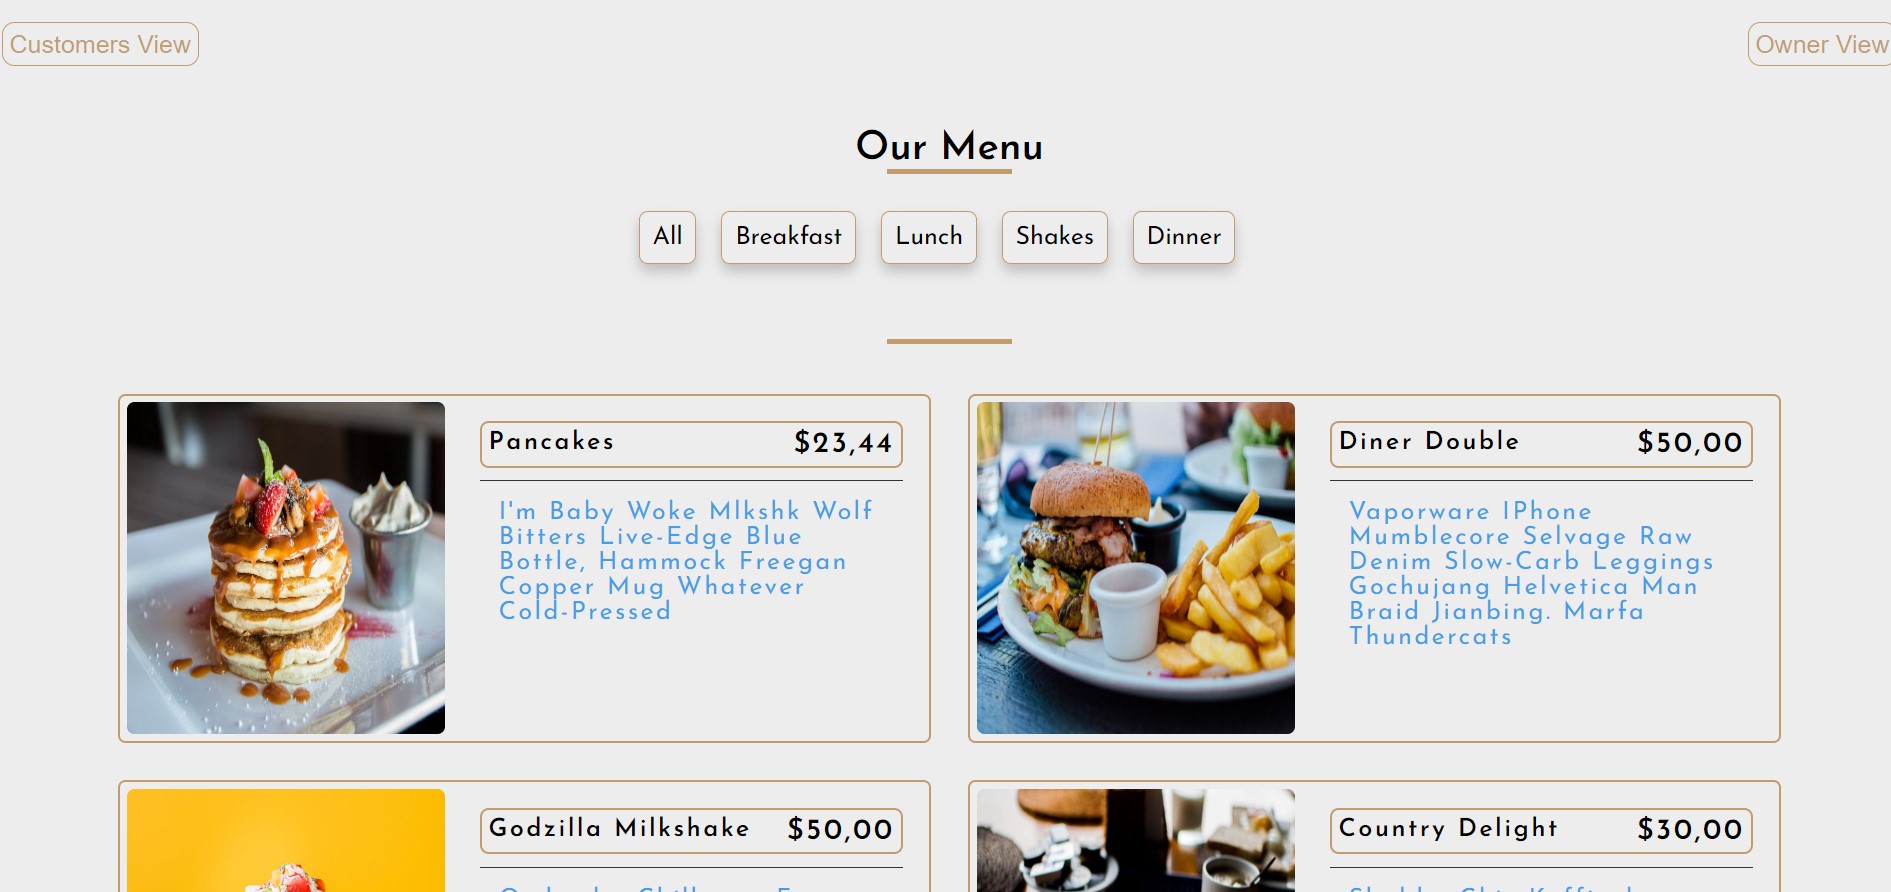 Customers View
Owner View
Our Menu
All
Breakfast
Lunch
Shakes
Dinner
Pancakes $23,44
I'm Baby Woke Mlkshk Wolf
Bitters Live-Edge Blue
Bottle, Hammock Freegan
Copper Mug Whatever
Cold-Pressed
Diner Double $50,00
Vaporware IPhone
Mumblecore Selvage Raw
Denim Slow-Carb Leggings
Gochujang Helvetica Man
Braid Jianbing. Marfa
Thundercats
Godzilla Milkshake $50,00
Country Delight $30,00